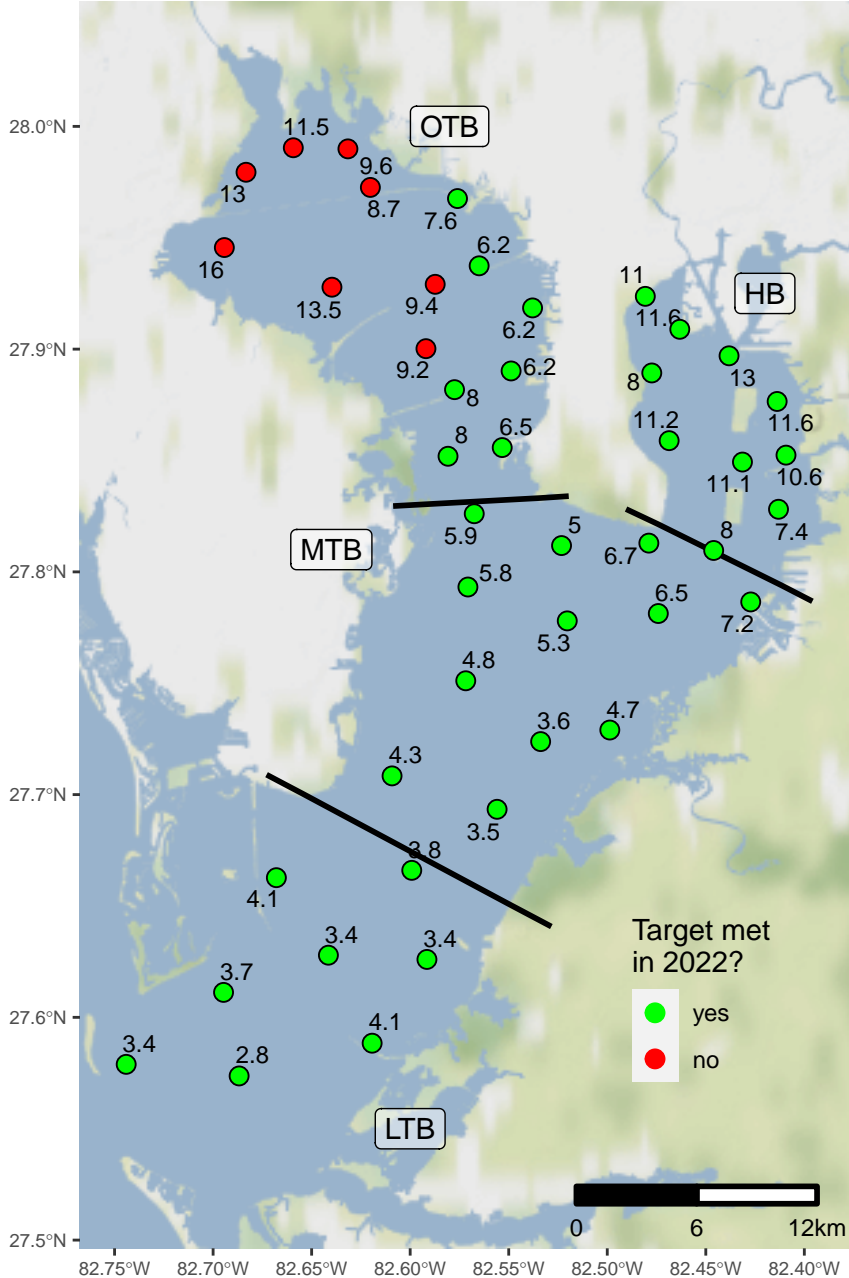 28.0°N
27.9°N
27.8°N
27.7°N
27.6°N
27.5°N
11.5
OTB
9.6
13
8.7
7.6
16
6.2
13.5
9.4
11
HB
11.6
6.2
9.2
6.2
13
8
8
11.6
8
6.5
11.2
11.1
10.6
5.9
5
8
7.4
MTB
6.7
5.8
6.5
7.2
5.3
4.8
3.6
4.7
4.3
3.5
3.8
4.1
3.4
3.4
3.7
4.1
3.4
2.8
LTB
Target met
in 2022?
yes
no
0 6 12km
82.75°W 82.70°W 82.65°W 82.60°W 82.55°W 82.50°W 82.45°W 82.40°W